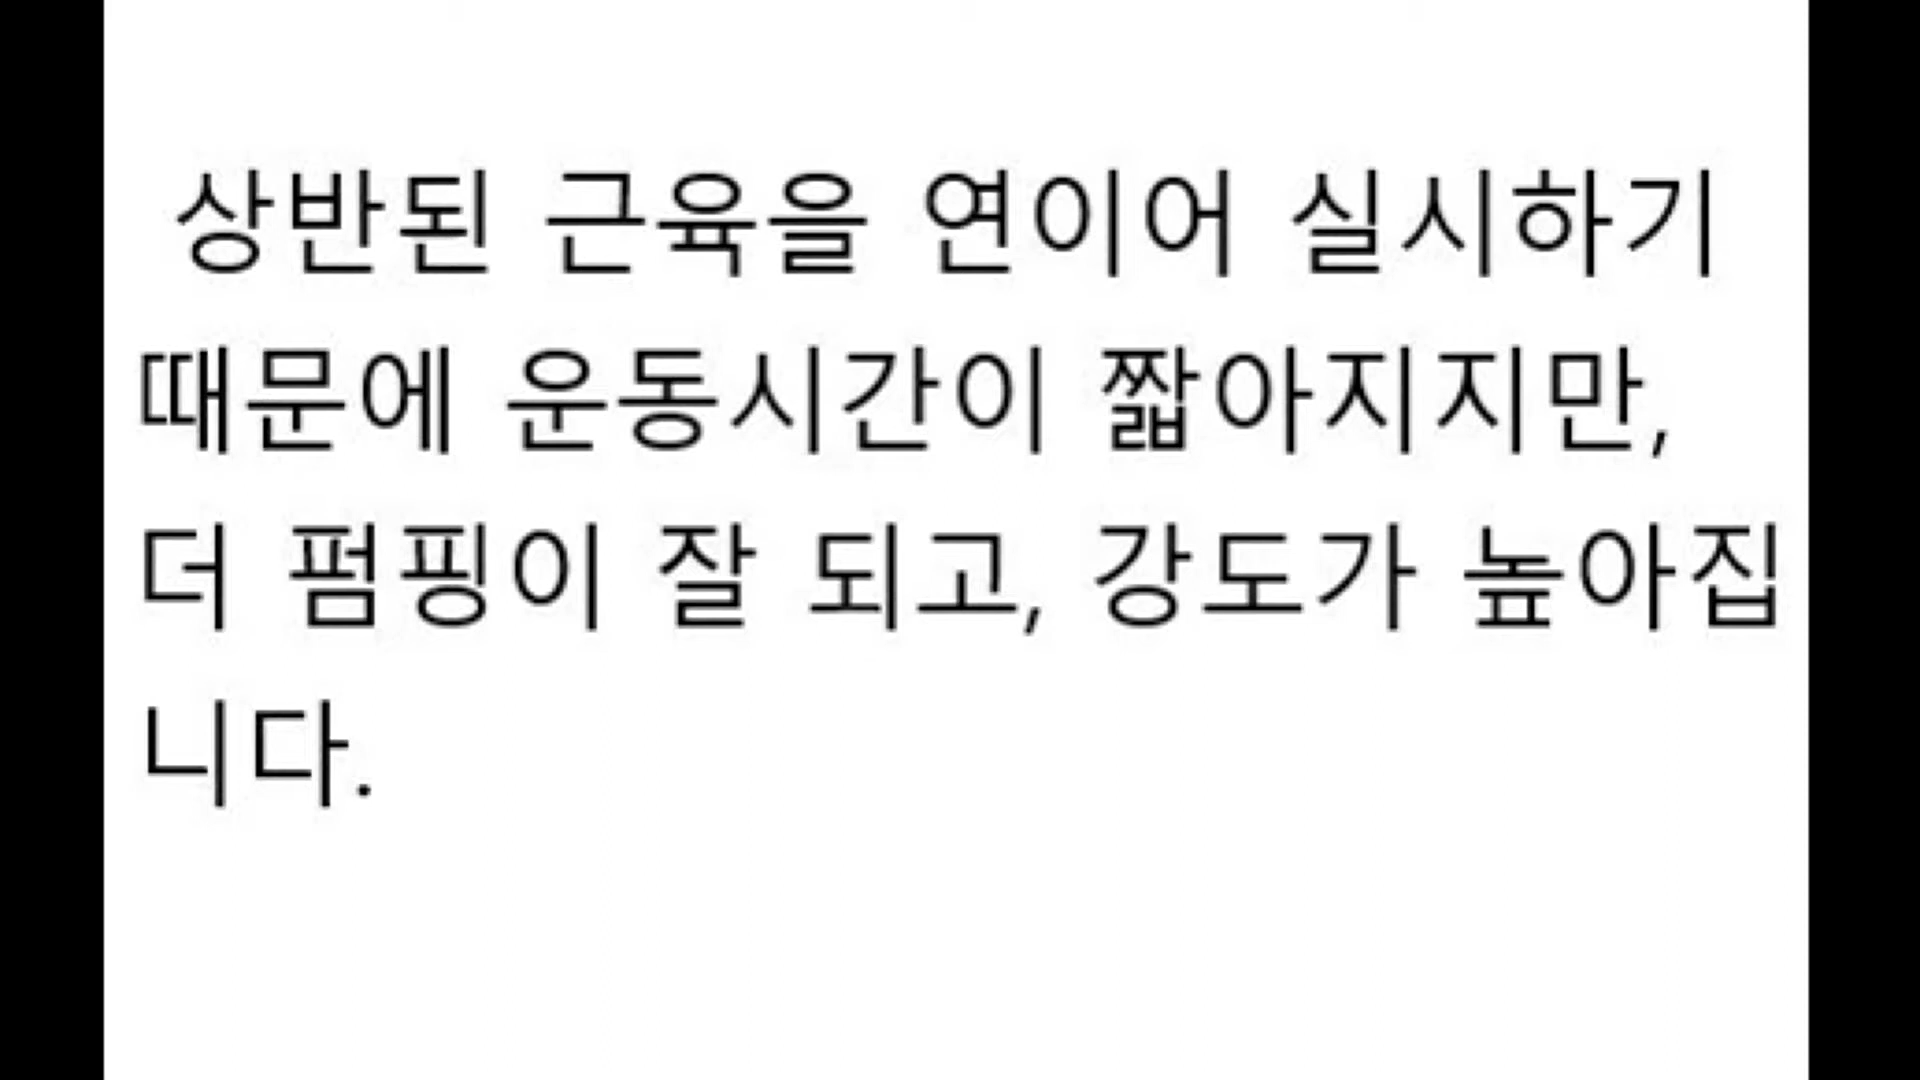 상반된 근육을 연이어 실시하기
때문에 운동시간이 짧아지지만,
더 펌핑이 잘 되고, 강도가 높아집
니다.